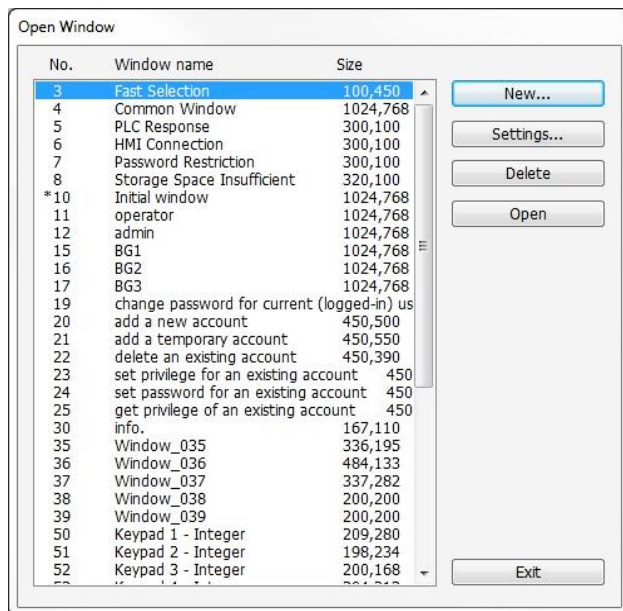 Open Window
No. Window name Size
3 Fast Selection 100,450
4 Common Window 1024,768
5 PLC Response 300,100
6 HMI Connection 300,100
7 Password Restriction 300,100
8 Storage Space Insufficient 320,100
*10 Initial window 1024,768
11 operator 1024,768
12 admin 1024,768
15 BG1 1024,768
16 BG2 1024,768
17 BG3 1024,768
19 change password for current (logged-in) us
20 add a new account 450,500
21 add a temporary account 450,550
22 delete an existing account 450,390
23 set privilege for an existing account 450
24 set password for an existing account 450
25 get privilege of an existing account 450
30 info. 167,110
35 Window_035 336,195
36 Window_036 484,133
37 Window_037 337,282
38 Window_038 200,200
39 Window_039 200,200
50 Keypad 1 - Integer 209,280
51 Keypad 2 - Integer 198,234
52 Keypad 3 - Integer 200,168
New...
Settings...
Delete
Open
Exit